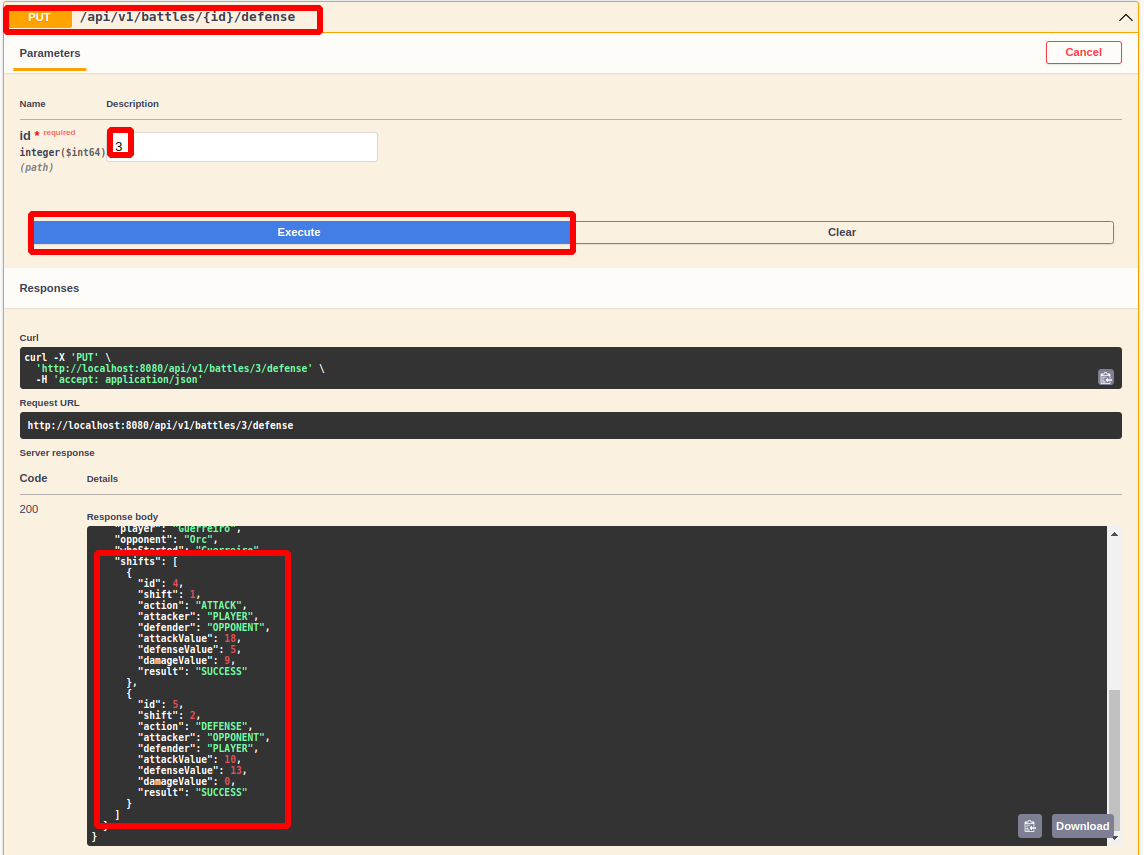 PUT /api/v1/battles/{id}/defense
Parameters
Cancel
Name Description
id * required
integer($int64)
(path)
3
Execute Clear
Responses
Curl
curl -X 'PUT' \
'http://localhost:8080/api/v1/battles/3/defense' \
-H 'accept: application/json'
Request URL
http://localhost:8080/api/v1/battles/3/defense
Server response
Code Details
200
Response body
"player": "Guerreiro",
"opponent": "Orc",
"whoStarted": "Guerreiro",
"shifts": [
{
"id": 4,
"shift": 1,
"action": "ATTACK",
"attacker": "PLAYER",
"defender": "OPPONENT",
"attackValue": 18,
"defenseValue": 5,
"damageValue": 9,
"result": "SUCCESS"
},
{
"id": 5,
"shift": 2,
"action": "DEFENSE",
"attacker": "OPPONENT",
"defender": "PLAYER",
"attackValue": 10,
"defenseValue": 13,
"damageValue": 0,
"result": "SUCCESS"
}
]
}
}
Download